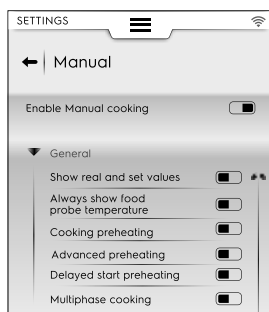 SETTINGS
Manual
Enable Manual cooking
General
Show real and set values
Always show food
probe temperature
Cooking preheating
Advanced preheating
Delayed start preheating
Multiphase cooking